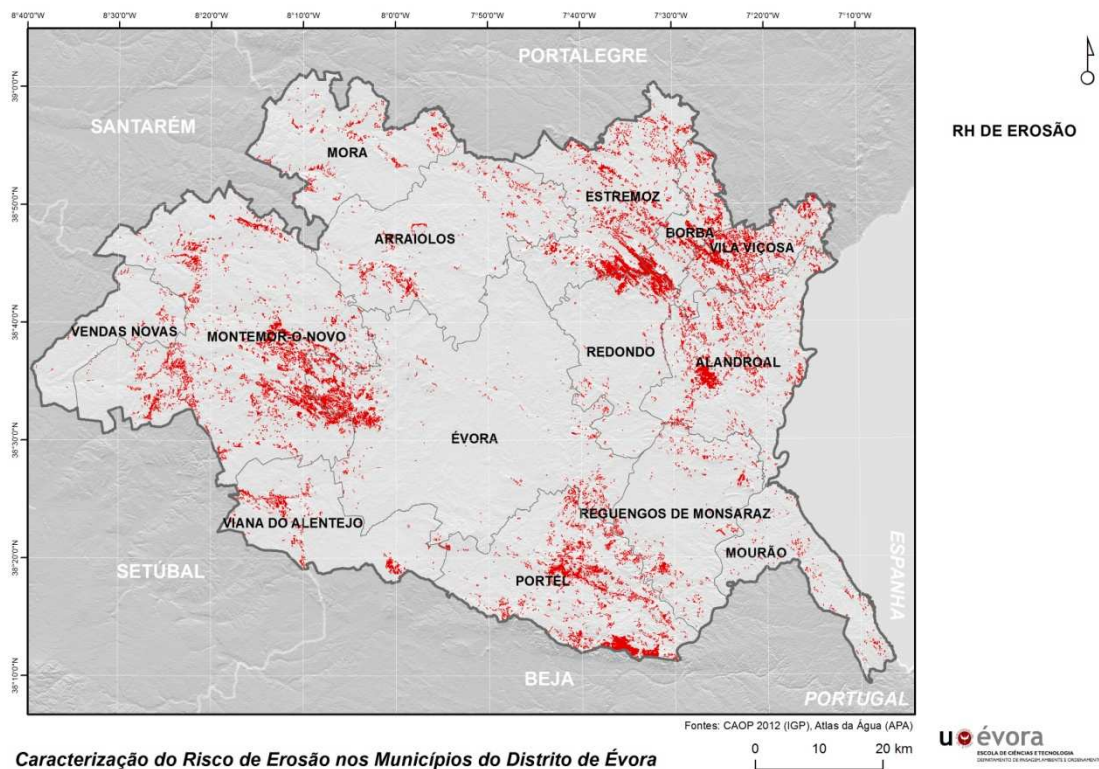 8°40'0"W 8°30'0"W 8°20'0"W 8°10'0"W 8°0'0"W 7°50'0"W 7°40'0"W 7°30'0"W 7°20'0"W 7°10'0"W
39°0'0"N
38°50'0"N
38°40'0"N
38°30'0"N
38°20'0"N
38°10'0"N
PORTALEGRE
SANTARÉM
RH DE EROSÃO
MORA
ESTREMOZ
BORBA
ARRAIOLOS
VILA VIÇOSA
VENDAS NOVAS
MONTEMOR-O-NOVO
REDONDO
ALANDROAL
ÉVORA
REGUENGOS DE MONSARAZ
VIANA DO ALENTEJO
MOURÃO
ESPANHA
SETÚBAL
PORTEL
BEJA
PORTUGAL
Fontes: CAOP 2012 (IGP), Atlas da Água (APA)
Caracterização do Risco de Erosão nos Municípios do Distrito de Évora
0 10 20 km
u évora
ESCOLA DE CIÊNCIAS E TECNOLOGIA
DEPARTAMENTO DE PAISAGEM, AMBIENTE E ORDENAMENTO